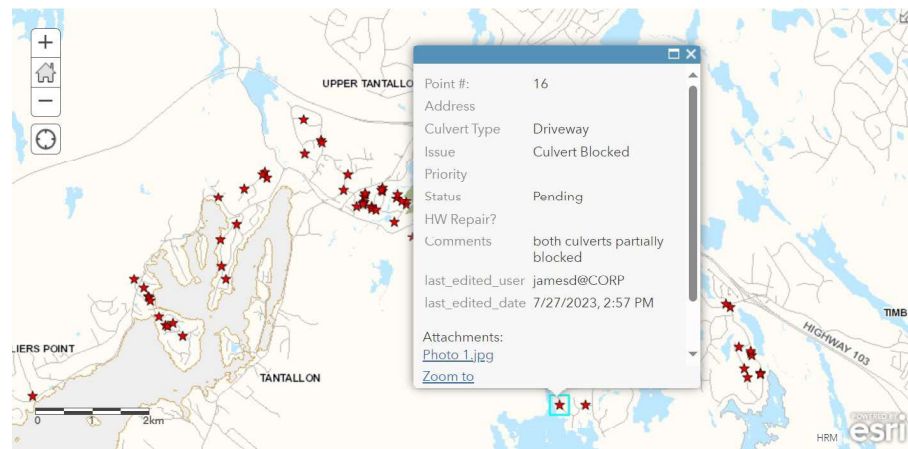 +
−
UPPER TANTALLO
Point #: 16
Address
Culvert Type Driveway
Issue Culvert Blocked
Priority
Status Pending
HW Repair?
Comments both culverts partially
blocked
last_edited_user jamesd@CORP
last_edited_date 7/27/2023, 2:57 PM
Attachments:
Photo 1.jpg
Zoom to
TIMB
HIGHWAY 103
LIERS POINT
TANTALLON
0 1 2km
HRM
POWERED BY
esri